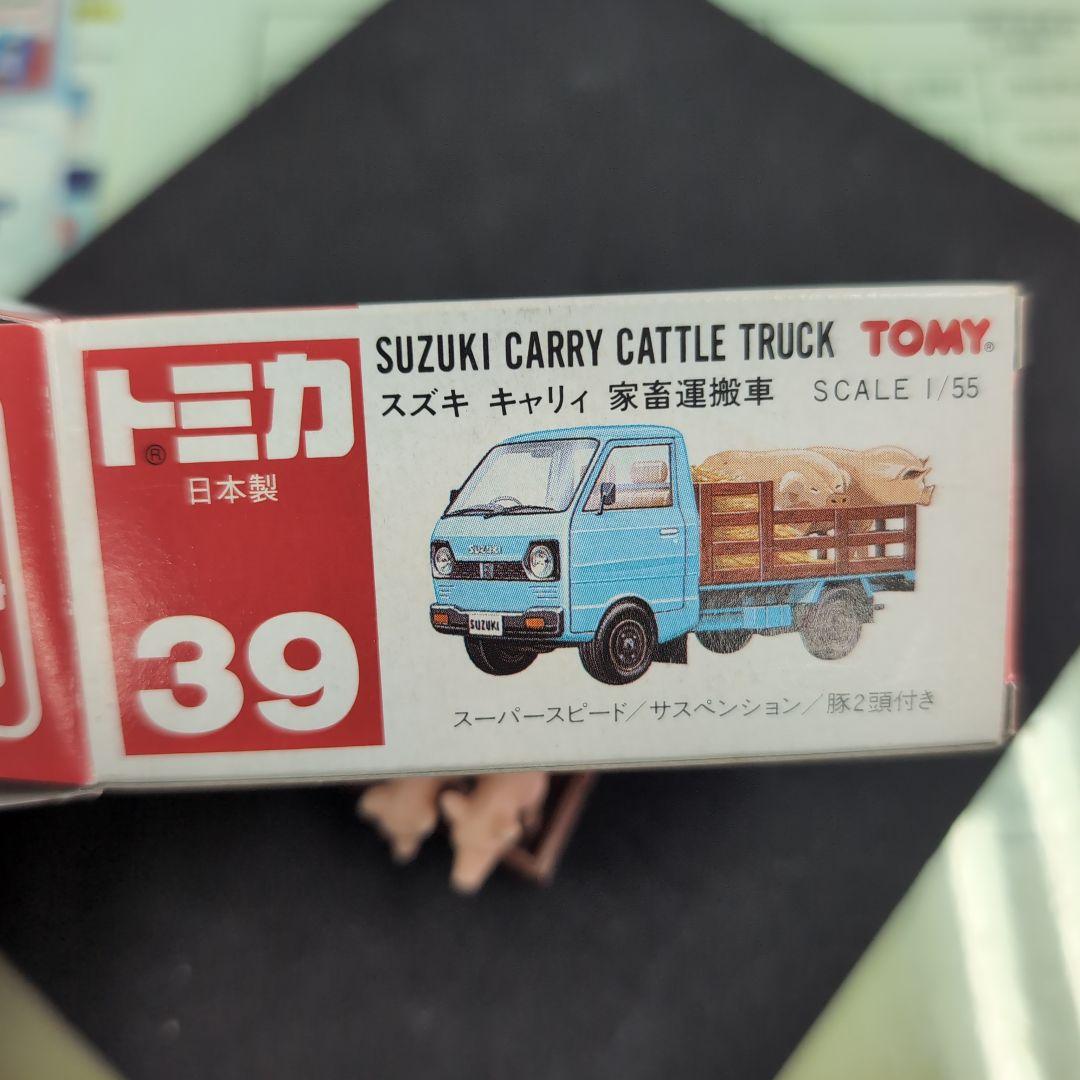 トミカ®
日本製
39
SUZUKI CARRY CATTLE TRUCK TOMY®
スズキ キャリイ 家畜運搬車 SCALE 1/55
SUZUKI
SUZUKI
スーパースピード/サスペンション/豚2頭付き